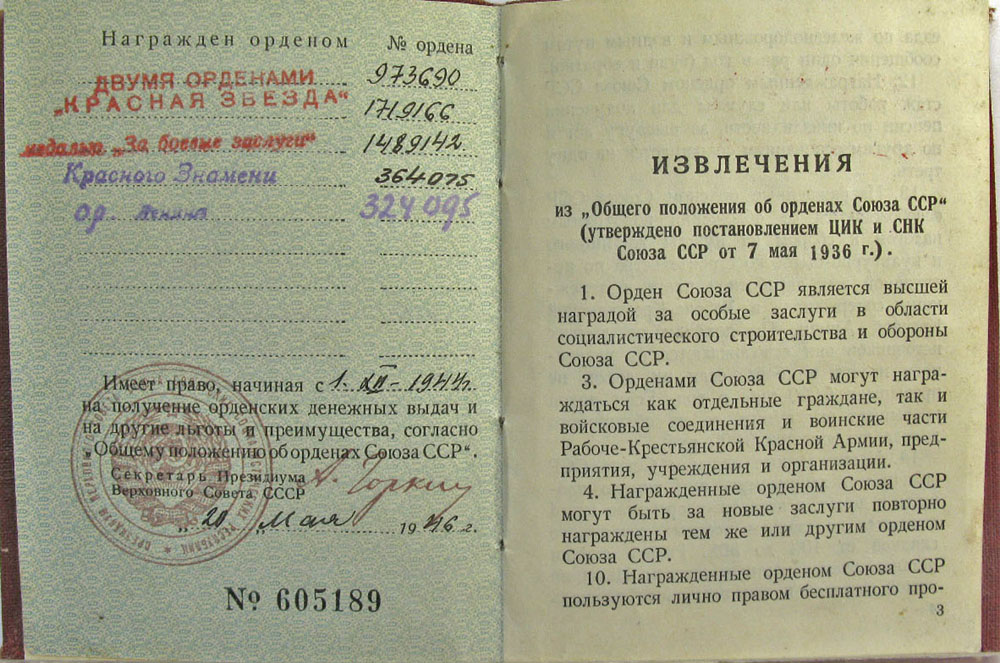 Награжден орденом № ордена
ДВУМЯ ОРДЕНАМИ 973690
„КРАСНАЯ ЗВЕЗДА“ 1719166
медалью „За боевые заслуги“ 1489142
Красного Знамени 364075
ор. Ленина 324095
Имеет право, начиная с 1. XII-1944г.
на получение орденских денежных выдач и
на другие льготы и преимущества, согласно
„Общему положению об орденах Союза ССР“.
Секретарь Президиума
Верховного Совета СССР А. Горкин
„20 Мая 1946 г.
№ 605189
ИЗВЛЕЧЕНИЯ
из „Общего положения об орденах Союза ССР“
(утверждено постановлением ЦИК и СНК
Союза ССР от 7 мая 1936 г.).
1. Орден Союза ССР является высшей
наградой за особые заслуги в области
социалистического строительства и обороны
Союза ССР.
3. Орденами Союза ССР могут награ-
ждаться как отдельные граждане, так и
войсковые соединения и воинские части
Рабоче-Крестьянской Красной Армии, пред-
приятия, учреждения и организации.
4. Награжденные орденом Союза ССР
могут быть за новые заслуги повторно
награждены тем же или другим орденом
Союза ССР.
10. Награжденные орденом Союза ССР
пользуются лично правом бесплатного про-
3